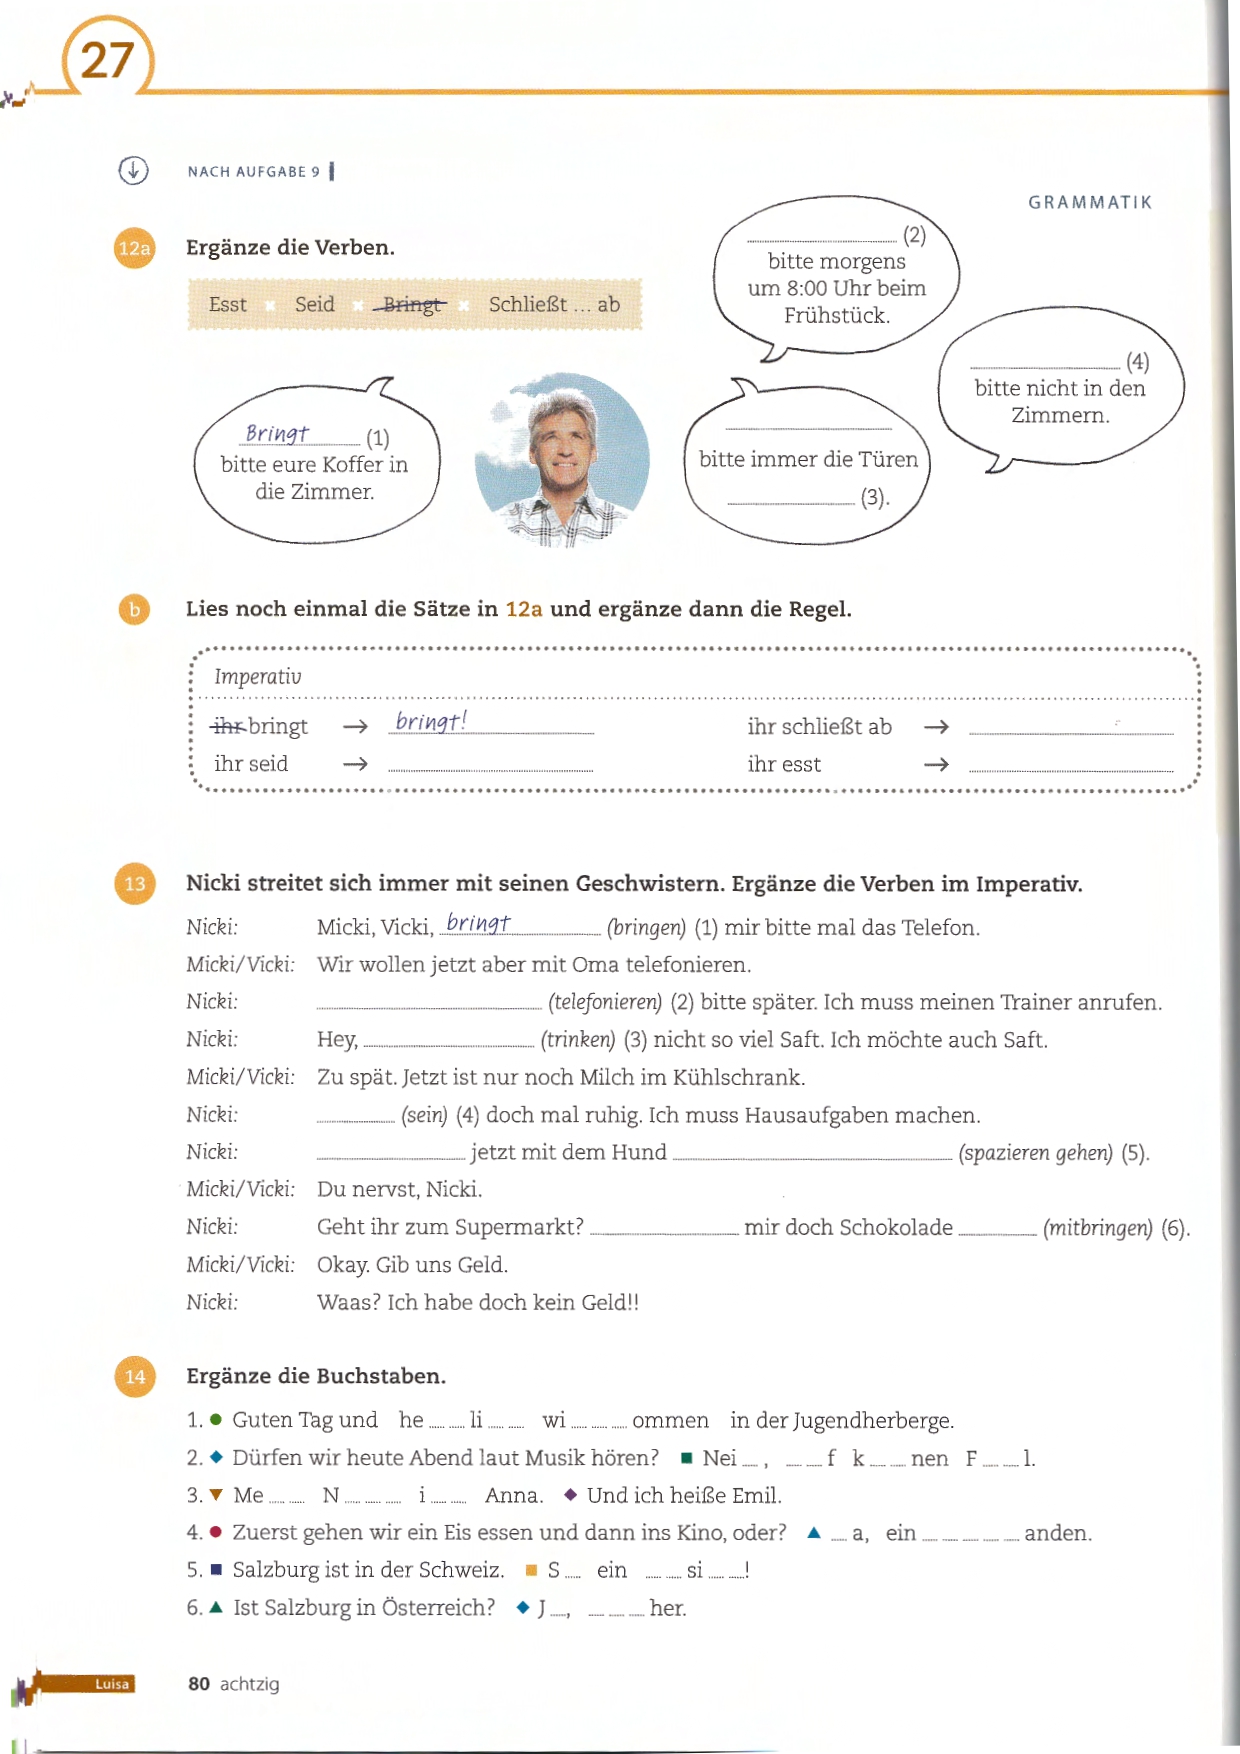 27
NACH AUFGABE 9
GRAMMATIK
12a Ergänze die Verben.
Esst × Seid × Bringt × Schließt ... ab
Bringt (1)
bitte eure Koffer in
die Zimmer.
(2)
bitte morgens
um 8:00 Uhr beim
Frühstück.
bitte immer die Türen
(3).
(4)
bitte nicht in den
Zimmern.
b Lies noch einmal die Sätze in 12a und ergänze dann die Regel.
Imperativ
ihr bringt → bringt! ihr schließt ab → ____
ihr seid → ____ ihr esst → ____
13 Nicki streitet sich immer mit seinen Geschwistern. Ergänze die Verben im Imperativ.
Nicki: Micki, Vicki, bringt (bringen) (1) mir bitte mal das Telefon.
Micki/Vicki: Wir wollen jetzt aber mit Oma telefonieren.
Nicki: ____ (telefonieren) (2) bitte später. Ich muss meinen Trainer anrufen.
Nicki: Hey, ____ (trinken) (3) nicht so viel Saft. Ich möchte auch Saft.
Micki/Vicki: Zu spät. Jetzt ist nur noch Milch im Kühlschrank.
Nicki: ____ (sein) (4) doch mal ruhig. Ich muss Hausaufgaben machen.
Nicki: ____ jetzt mit dem Hund ____ (spazieren gehen) (5).
Micki/Vicki: Du nervst, Nicki.
Nicki: Geht ihr zum Supermarkt? ____ mir doch Schokolade ____ (mitbringen) (6).
Micki/Vicki: Okay. Gib uns Geld.
Nicki: Waas? Ich habe doch kein Geld!!
14 Ergänze die Buchstaben.
1. ● Guten Tag und he _ _ li _ _ wi _ _ _ ommen in der Jugendherberge.
2. ◆ Dürfen wir heute Abend laut Musik hören? ■ Nei _ , _ _ f k _ _ nen F _ _ l.
3. ▼ Me _ _ N _ _ _ i _ _ Anna. ◆ Und ich heiße Emil.
4. ● Zuerst gehen wir ein Eis essen und dann ins Kino, oder? ▲ _ a, ein _ _ _ _ _ anden.
5. ■ Salzburg ist in der Schweiz. ■ S _ ein _ _ si _ _ !
6. ▲ Ist Salzburg in Österreich? ◆ J _ , _ _ _ her.
Luisa 80 achtzig